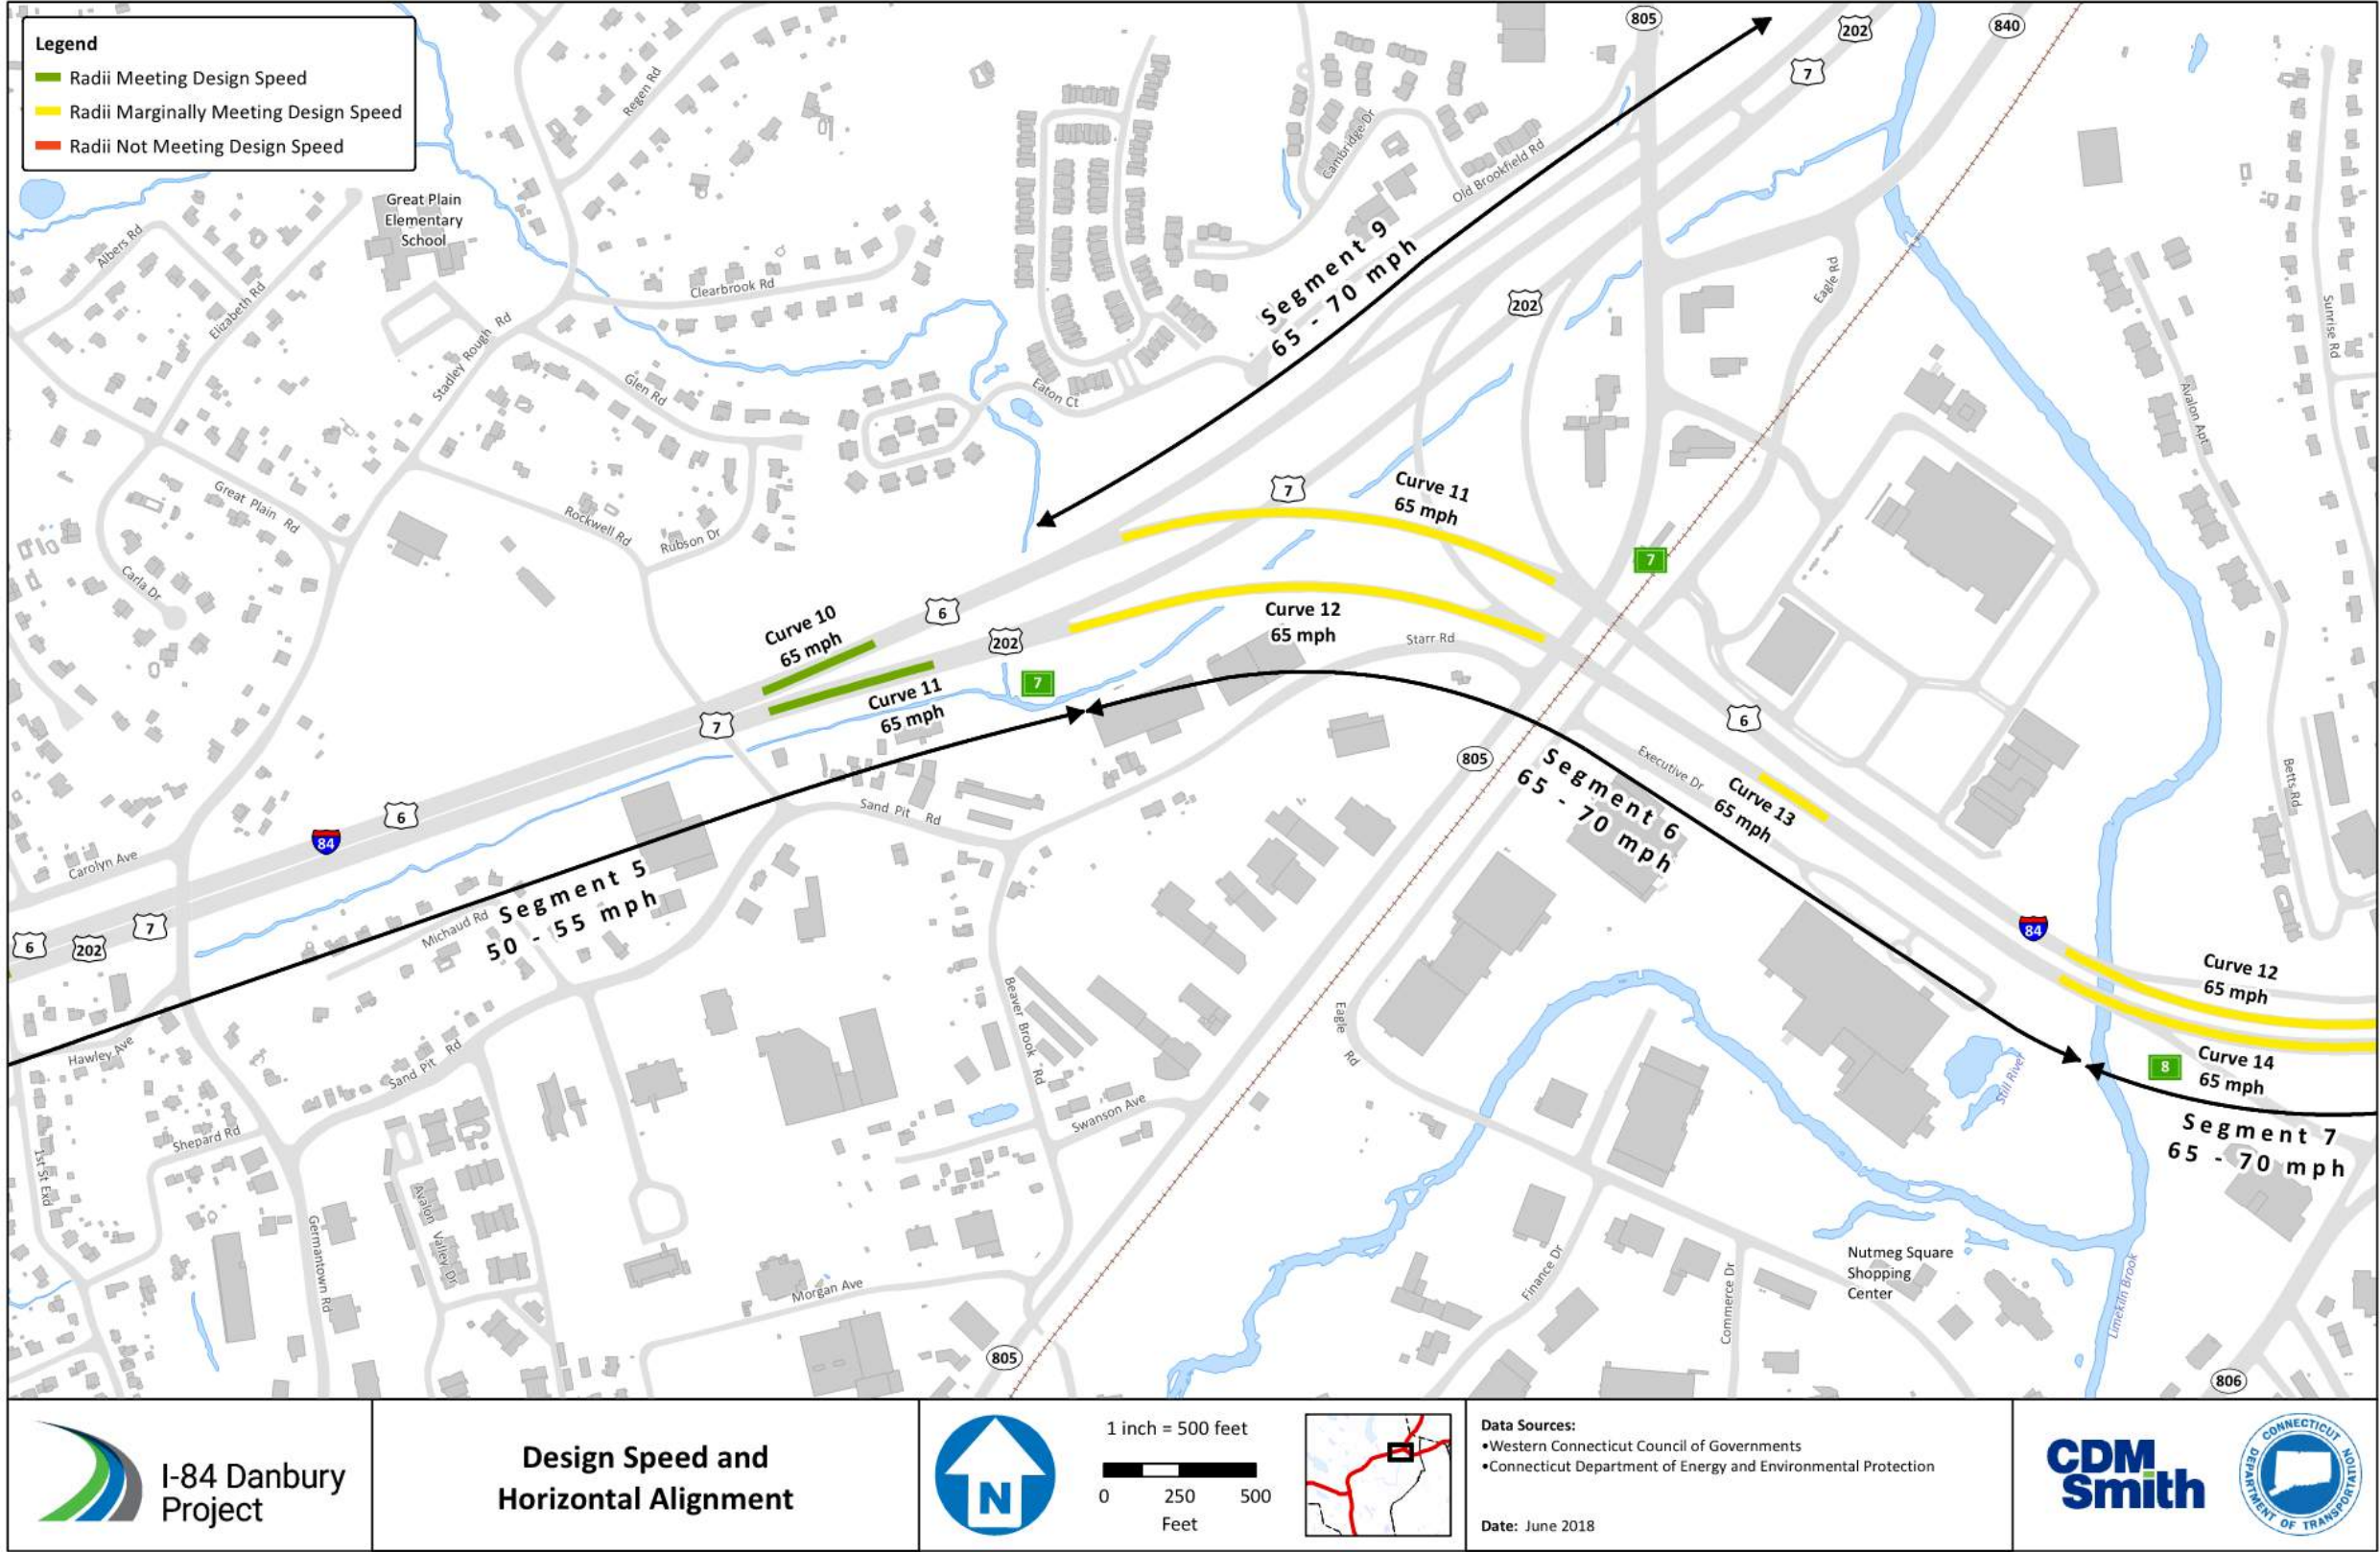 Legend
Radii Meeting Design Speed
Radii Marginally Meeting Design Speed
Radii Not Meeting Design Speed
805
202
840
7
Regen Rd
Cambridge Dr
Old Brookfield Rd
Great Plain
Elementary
School
Albers Rd
Elizabeth Rd
Clearbrook Rd
Stadley Rough Rd
Glen Rd
Eaton Ct
Segment 9
65 - 70 mph
202
Eagle Rd
Sunrise Rd
Avalon Apt
Great Plain Rd
Rockwell Rd
Rubson Dr
Carla Dr
7
Curve 11
65 mph
7
Curve 10
65 mph
6
202
Curve 12
65 mph
Starr Rd
7
Curve 11
65 mph
7
6
805
Executive Dr
Curve 13
65 mph
Segment 6
65 - 70 mph
Betts Rd
Sand Pit Rd
6
84
Carolyn Ave
Segment 5
50 - 55 mph
Michaud Rd
7
6
202
84
Curve 12
65 mph
Curve 14
65 mph
8
Segment 7
65 - 70 mph
Still River
Eagle Rd
Beaver Brook Rd
Hawley Ave
Sand Pit Rd
Swanson Ave
Shepard Rd
1st St Exd
Avalon Valley Dr
Germantown Rd
Morgan Ave
Finance Dr
Commerce Dr
Nutmeg Square
Shopping
Center
Limekiln Brook
805
806
I-84 Danbury
Project
Design Speed and
Horizontal Alignment
N
1 inch = 500 feet
0 250 500
Feet
Data Sources:
•Western Connecticut Council of Governments
•Connecticut Department of Energy and Environmental Protection
Date: June 2018
CDM
Smith
CONNECTICUT
DEPARTMENT OF TRANSPORTATION